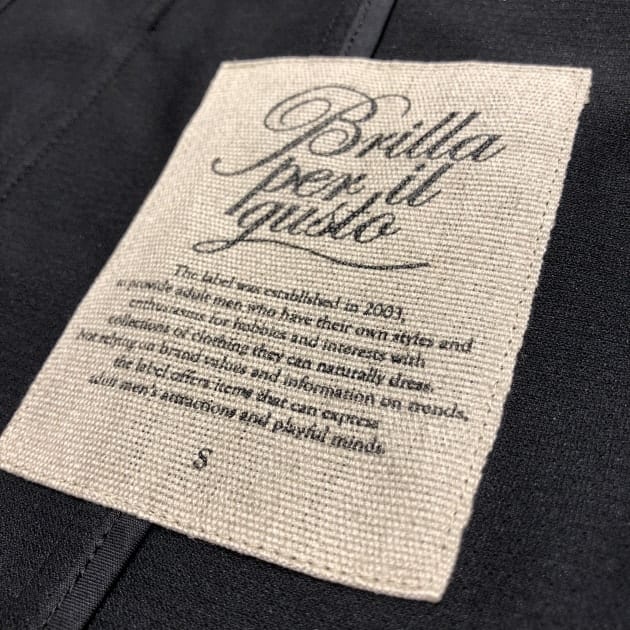 Brilla
per il
gusto
The label was established in 2003,
to provide adult men who have their own styles and
enthusiasms for hobbies and interests with
collections of clothing they can naturally dress.
Not relying on brand values and information on trends,
the label offers items that can express
adult men's attractions and playful minds.
S